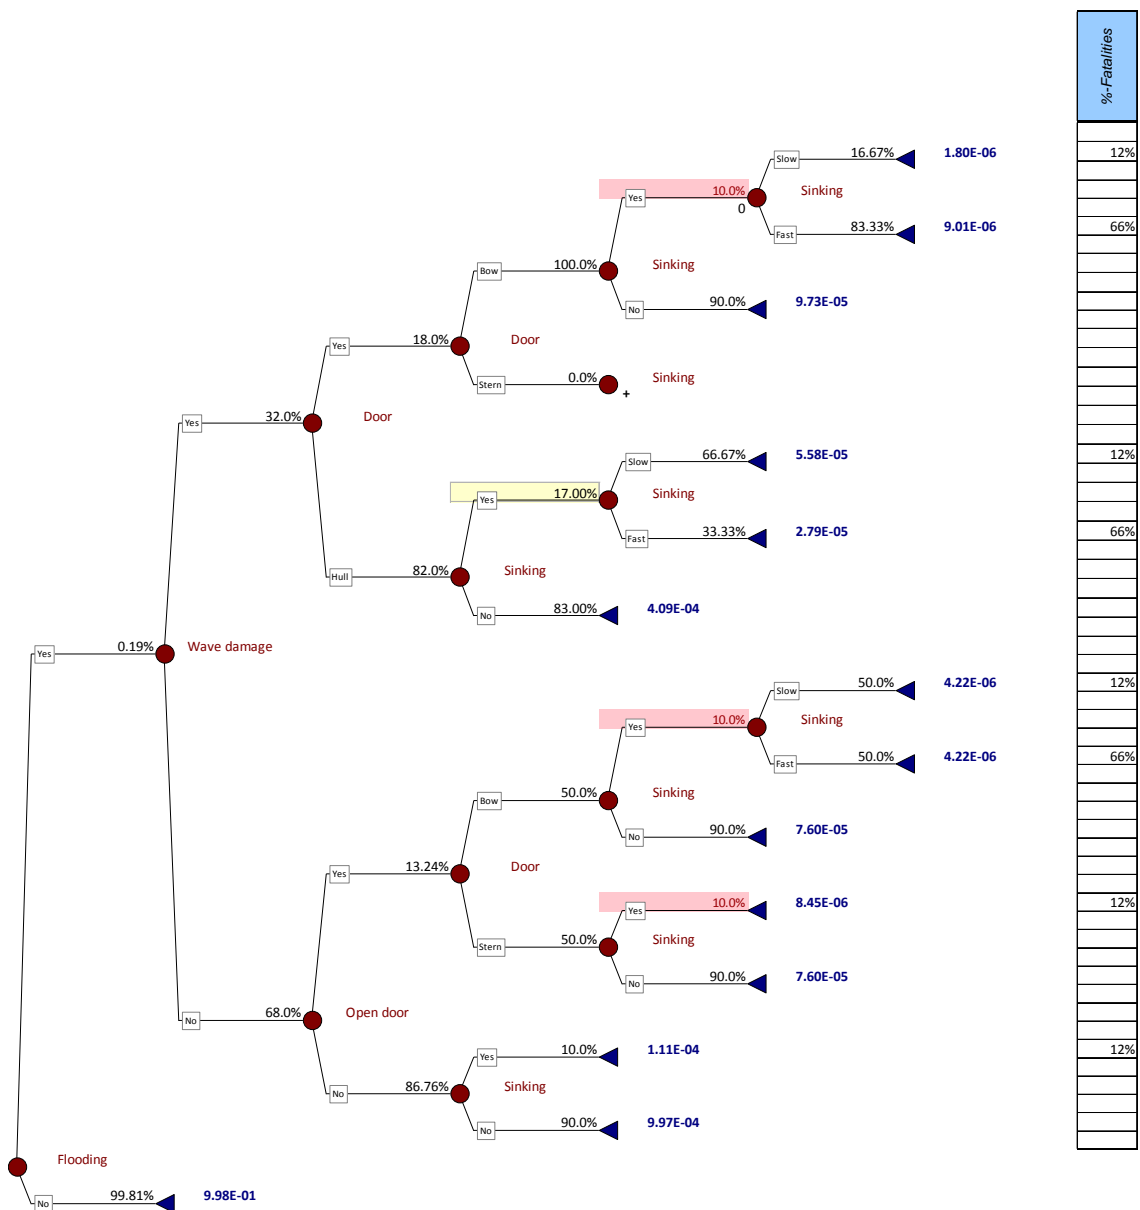 %-Fatalities
Slow 16.67% 1.80E-06 12%
Yes 10.0% Sinking
0
Fast 83.33% 9.01E-06 66%
Bow 100.0% Sinking
No 90.0% 9.73E-05
Yes 18.0% Door
Stern 0.0% Sinking
+
Yes 32.0% Door
Slow 66.67% 5.58E-05 12%
Yes 17.00% Sinking
Fast 33.33% 2.79E-05 66%
Hull 82.0% Sinking
No 83.00% 4.09E-04
Yes 0.19% Wave damage
Slow 50.0% 4.22E-06 12%
Yes 10.0% Sinking
Fast 50.0% 4.22E-06 66%
Bow 50.0% Sinking
No 90.0% 7.60E-05
Yes 13.24% Door
Yes 10.0% 8.45E-06 12%
Stern 50.0% Sinking
No 90.0% 7.60E-05
No 68.0% Open door
Yes 10.0% 1.11E-04 12%
No 86.76% Sinking
No 90.0% 9.97E-04
Flooding
No 99.81% 9.98E-01